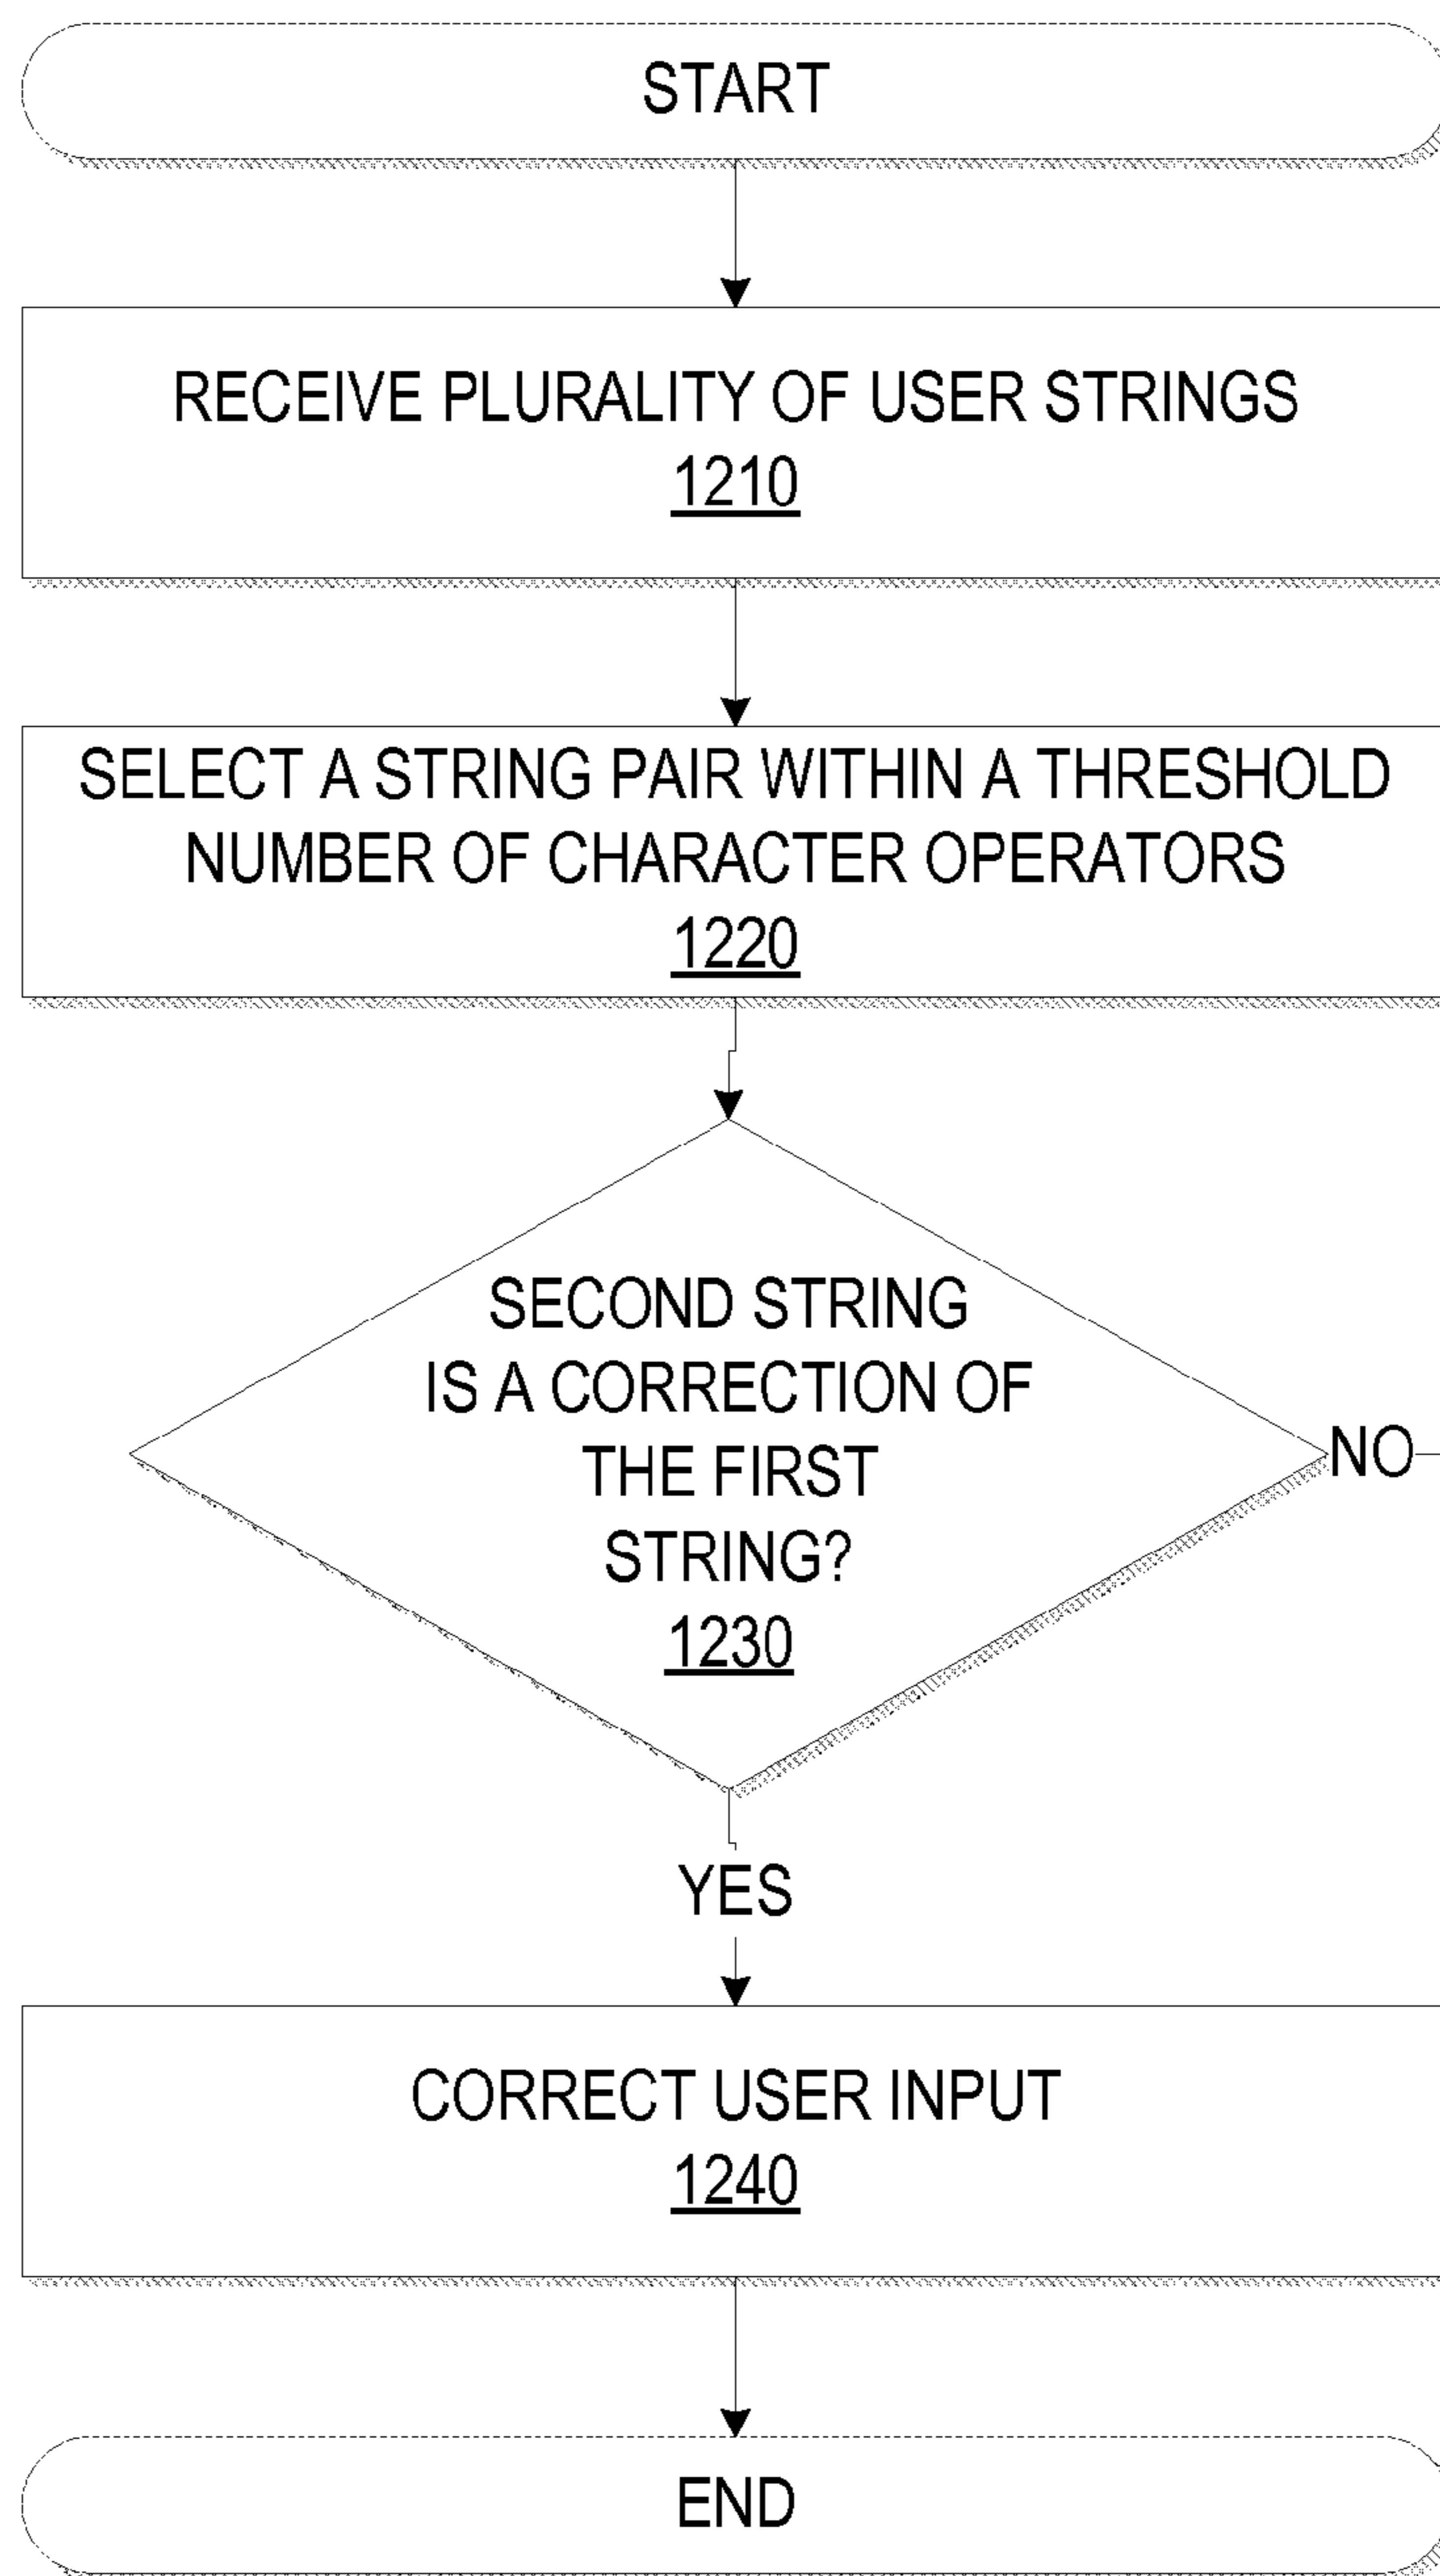 START
RECEIVE PLURALITY OF USER STRINGS
1210
SELECT A STRING PAIR WITHIN A THRESHOLD
NUMBER OF CHARACTER OPERATORS
1220
SECOND STRING
IS A CORRECTION OF
THE FIRST
STRING?
1230
NO
YES
CORRECT USER INPUT
1240
END